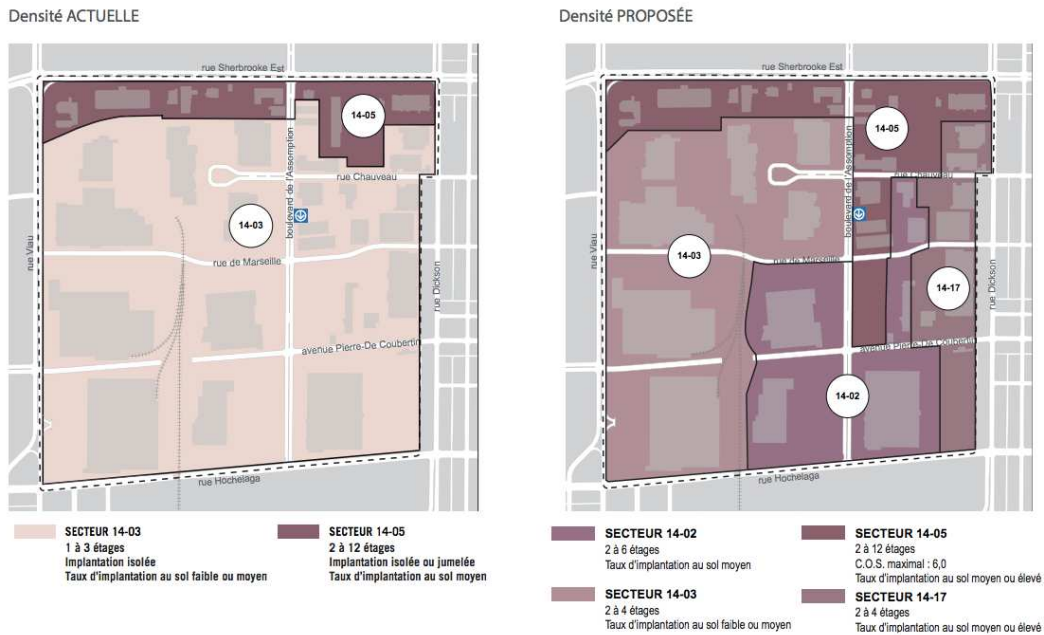 Densité ACTUELLE
rue Sherbrooke Est
14-05
boulevard de l'Assomption
rue Chauveau
14-03
rue Viau
rue de Marseille
rue Dickson
avenue Pierre-De Coubertin
rue Hochelaga
SECTEUR 14-03
1 à 3 étages
Implantation isolée
Taux d'implantation au sol faible ou moyen
SECTEUR 14-05
2 à 12 étages
Implantation isolée ou jumelée
Taux d'implantation au sol moyen
Densité PROPOSÉE
rue Sherbrooke Est
14-05
boulevard de l'Assomption
rue Chauveau
rue Viau
14-03
rue de Marseille
14-17
rue Dickson
avenue Pierre-De Coubertin
14-02
rue Hochelaga
SECTEUR 14-02
2 à 6 étages
Taux d'implantation au sol moyen
SECTEUR 14-03
2 à 4 étages
Taux d'implantation au sol faible ou moyen
SECTEUR 14-05
2 à 12 étages
C.O.S. maximal : 6,0
Taux d'implantation au sol moyen ou élevé
SECTEUR 14-17
2 à 4 étages
Taux d'implantation au sol moyen ou élevé